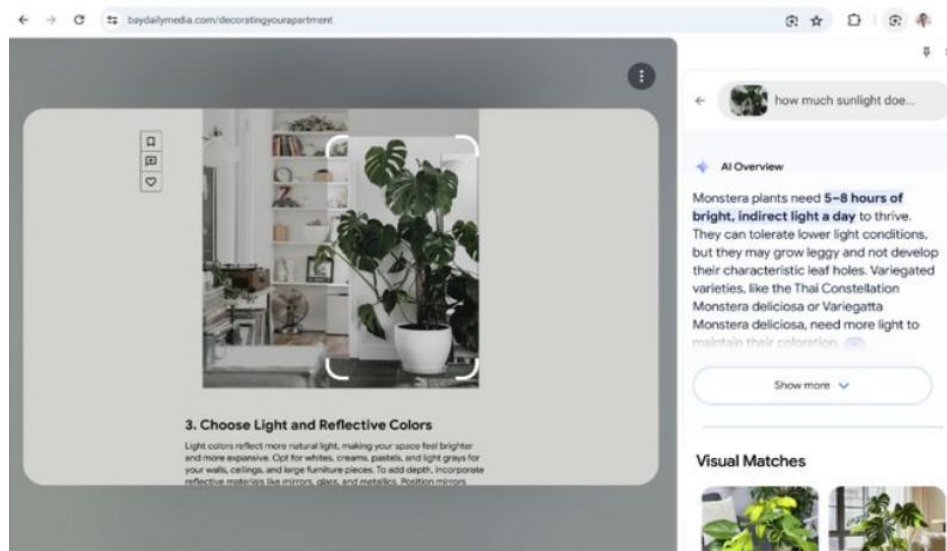 baydailymedia.com/decoratingyourapartment
how much sunlight doe...
AI Overview
Monstera plants need 5–8 hours of
bright, indirect light a day to thrive.
They can tolerate lower light conditions,
but they may grow leggy and not develop
their characteristic leaf holes. Variegated
varieties, like the Thai Constellation
Monstera deliciosa or Variegatta
Monstera deliciosa, need more light to
maintain their coloration.
Show more
Visual Matches
3. Choose Light and Reflective Colors
Light colors reflect more natural light, making your space feel brighter
and more expansive. Opt for whites, creams, pastels, and light grays for
your walls, ceilings, and large furniture pieces. To add depth, incorporate
reflective materials like mirrors, glass, and metallics. Position mirrors